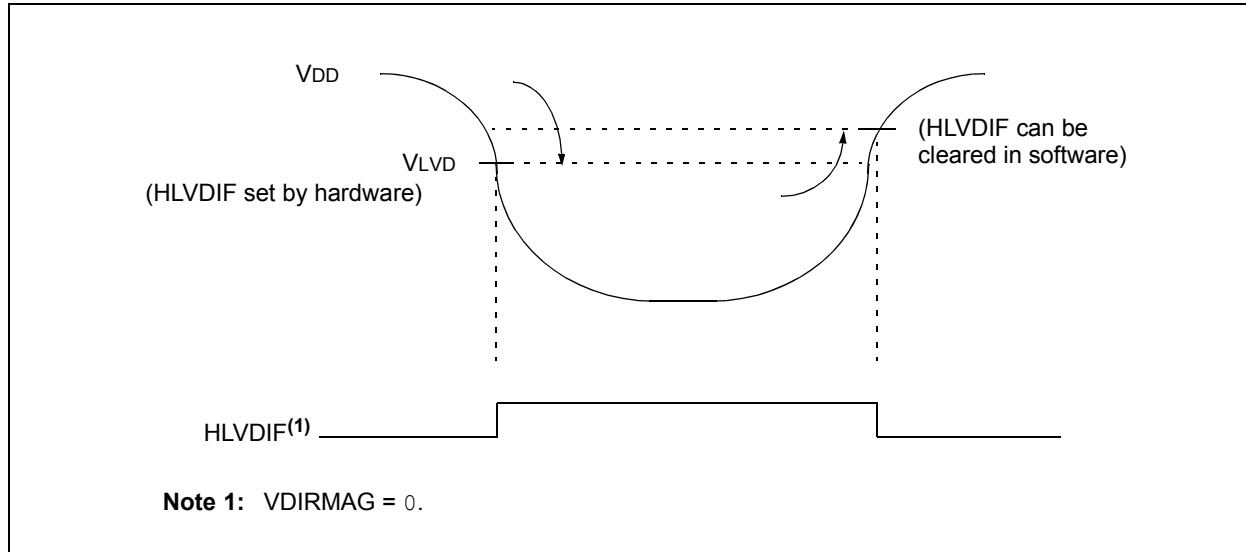 VDD
(HLVDIF can be
cleared in software)
VLVD
(HLVDIF set by hardware)
HLVDIF(1)
Note 1: VDIRMAG = 0.